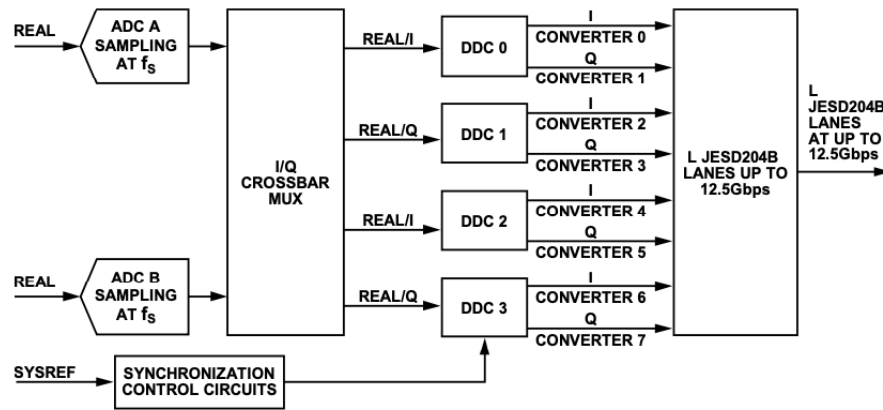 REAL
ADC A
SAMPLING
AT fS
I/Q
CROSSBAR
MUX
REAL/I
DDC 0
I
CONVERTER 0
Q
CONVERTER 1
REAL/Q
DDC 1
I
CONVERTER 2
Q
CONVERTER 3
REAL/I
DDC 2
I
CONVERTER 4
Q
CONVERTER 5
REAL/Q
DDC 3
I
CONVERTER 6
Q
CONVERTER 7
L JESD204B
LANES UP TO
12.5Gbps
L
JESD204B
LANES
AT UP TO
12.5Gbps
REAL
ADC B
SAMPLING
AT fS
SYSREF
SYNCHRONIZATION
CONTROL CIRCUITS